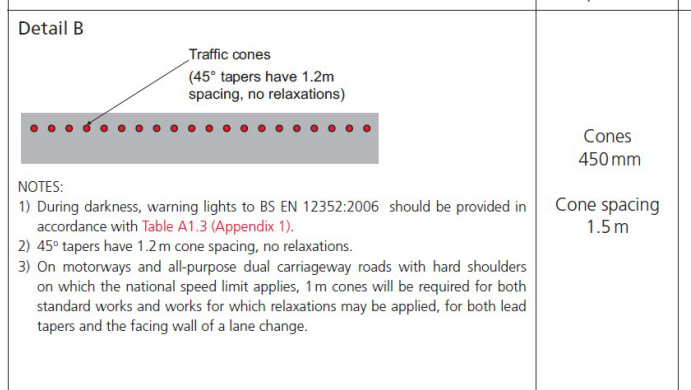 Detail B
Traffic cones
(45° tapers have 1.2m
spacing, no relaxations)
NOTES:
1) During darkness, warning lights to BS EN 12352:2006 should be provided in
accordance with Table A1.3 (Appendix 1).
2) 45º tapers have 1.2 m cone spacing, no relaxations.
3) On motorways and all-purpose dual carriageway roads with hard shoulders
on which the national speed limit applies, 1 m cones will be required for both
standard works and works for which relaxations may be applied, for both lead
tapers and the facing wall of a lane change.
Cones
450 mm
Cone spacing
1.5 m